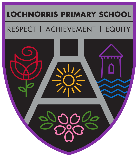 LOCHNORRIS PRIMARY SCHOOL
RESPECT | ACHIEVEMENT | EQUITY